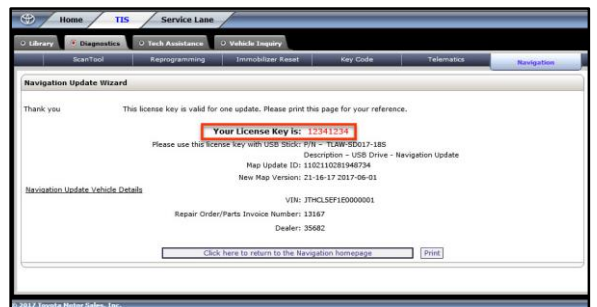 Home TIS Service Lane
Library Diagnostics Tech Assistance Vehicle Inquiry
ScanTool Reprogramming Immobilizer Reset Key Code Telematics Navigation
Navigation Update Wizard
Thank you This license key is valid for one update. Please print this page for your reference.
Your License Key is: 12341234
Please use this license key with USB Stick: P/N - TLAW-SD017-18S
Description - USB Drive - Navigation Update
Map Update ID: 1102110281948734
New Map Version: 21-16-17 2017-06-01
Navigation Update Vehicle Details
VIN: JTHCL5EF1E0000001
Repair Order/Parts Invoice Number: 13167
Dealer: 35682
Click here to return to the Navigation homepage Print
© 2017 Toyota Motor Sales, Inc.